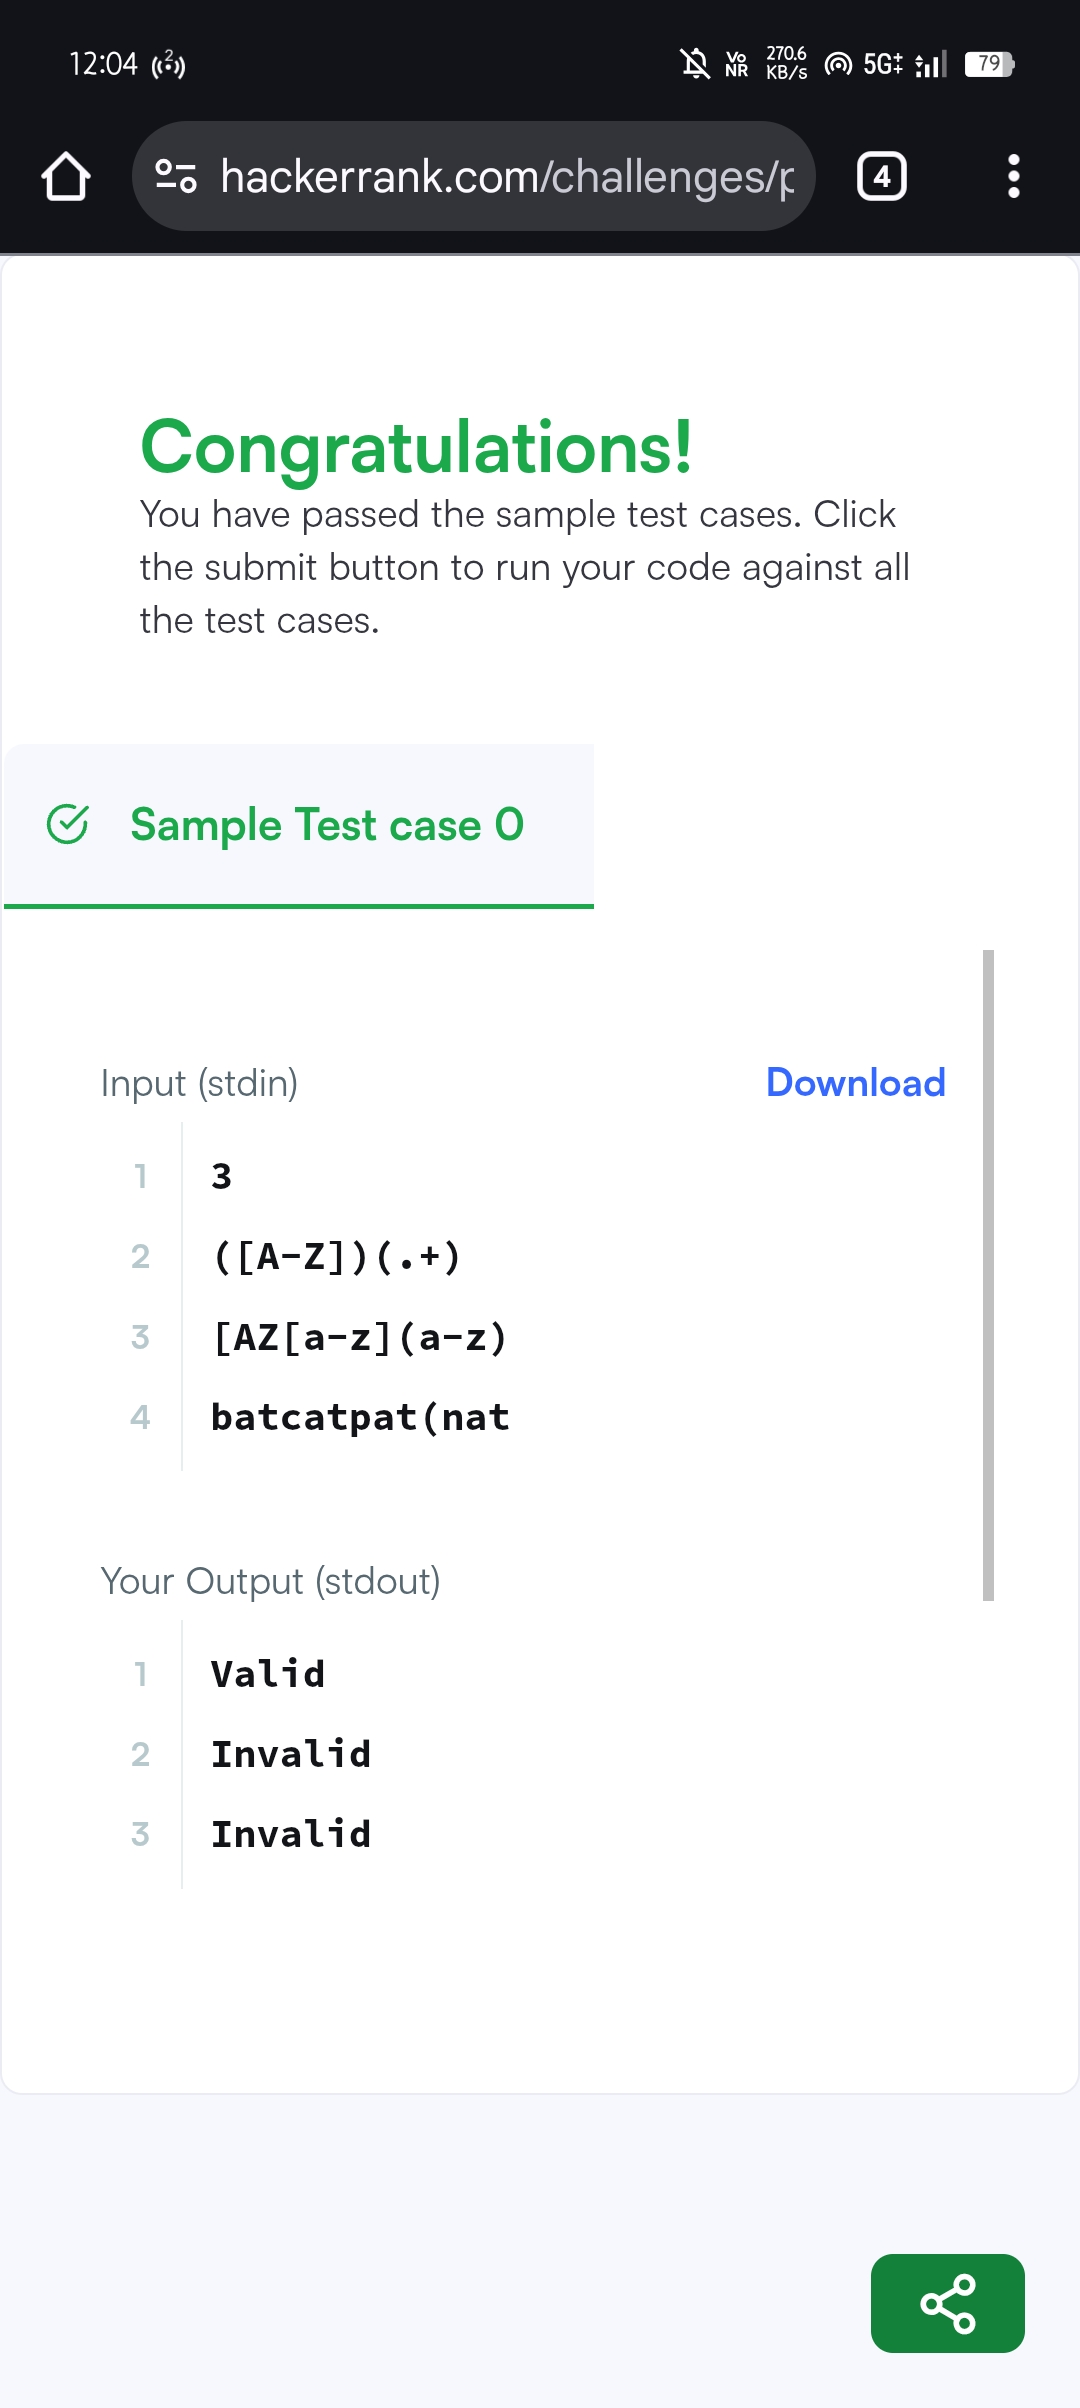 12:04 2 Vo NR 270.6 KB/s 5G 79
hackerrank.com/challenges/p 4
Congratulations!
You have passed the sample test cases. Click
the submit button to run your code against all
the test cases.
Sample Test case 0
Input (stdin) Download
1 3
2 ([A-Z])(.+)
3 [AZ[a-z](a-z)
4 batcatpat(nat
Your Output (stdout)
1 Valid
2 Invalid
3 Invalid